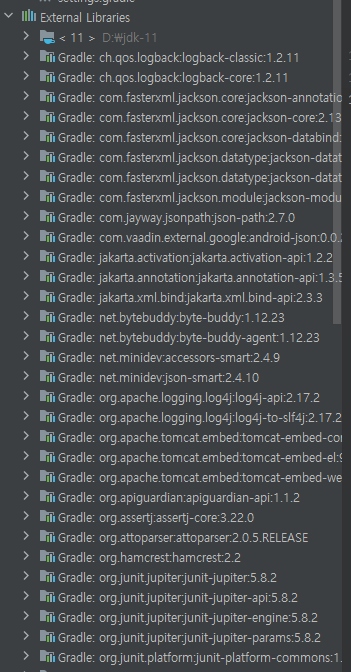 settings.gradle
External Libraries
< 11 > D:₩jdk-11
Gradle: ch.qos.logback:logback-classic:1.2.11
Gradle: ch.qos.logback:logback-core:1.2.11
Gradle: com.fasterxml.jackson.core:jackson-annotatio
Gradle: com.fasterxml.jackson.core:jackson-core:2.13
Gradle: com.fasterxml.jackson.core:jackson-databind:
Gradle: com.fasterxml.jackson.datatype:jackson-datat
Gradle: com.fasterxml.jackson.datatype:jackson-datat
Gradle: com.fasterxml.jackson.module:jackson-modu
Gradle: com.jayway.jsonpath:json-path:2.7.0
Gradle: com.vaadin.external.google:android-json:0.0.
Gradle: jakarta.activation:jakarta.activation-api:1.2.2
Gradle: jakarta.annotation:jakarta.annotation-api:1.3.5
Gradle: jakarta.xml.bind:jakarta.xml.bind-api:2.3.3
Gradle: net.bytebuddy:byte-buddy:1.12.23
Gradle: net.bytebuddy:byte-buddy-agent:1.12.23
Gradle: net.minidev:accessors-smart:2.4.9
Gradle: net.minidev:json-smart:2.4.10
Gradle: org.apache.logging.log4j:log4j-api:2.17.2
Gradle: org.apache.logging.log4j:log4j-to-slf4j:2.17.2
Gradle: org.apache.tomcat.embed:tomcat-embed-cor
Gradle: org.apache.tomcat.embed:tomcat-embed-el:9
Gradle: org.apache.tomcat.embed:tomcat-embed-we
Gradle: org.apiguardian:apiguardian-api:1.1.2
Gradle: org.assertj:assertj-core:3.22.0
Gradle: org.attoparser:attoparser:2.0.5.RELEASE
Gradle: org.hamcrest:hamcrest:2.2
Gradle: org.junit.jupiter:junit-jupiter:5.8.2
Gradle: org.junit.jupiter:junit-jupiter-api:5.8.2
Gradle: org.junit.jupiter:junit-jupiter-engine:5.8.2
Gradle: org.junit.jupiter:junit-jupiter-params:5.8.2
Gradle: org.junit.platform:junit-platform-commons:1.